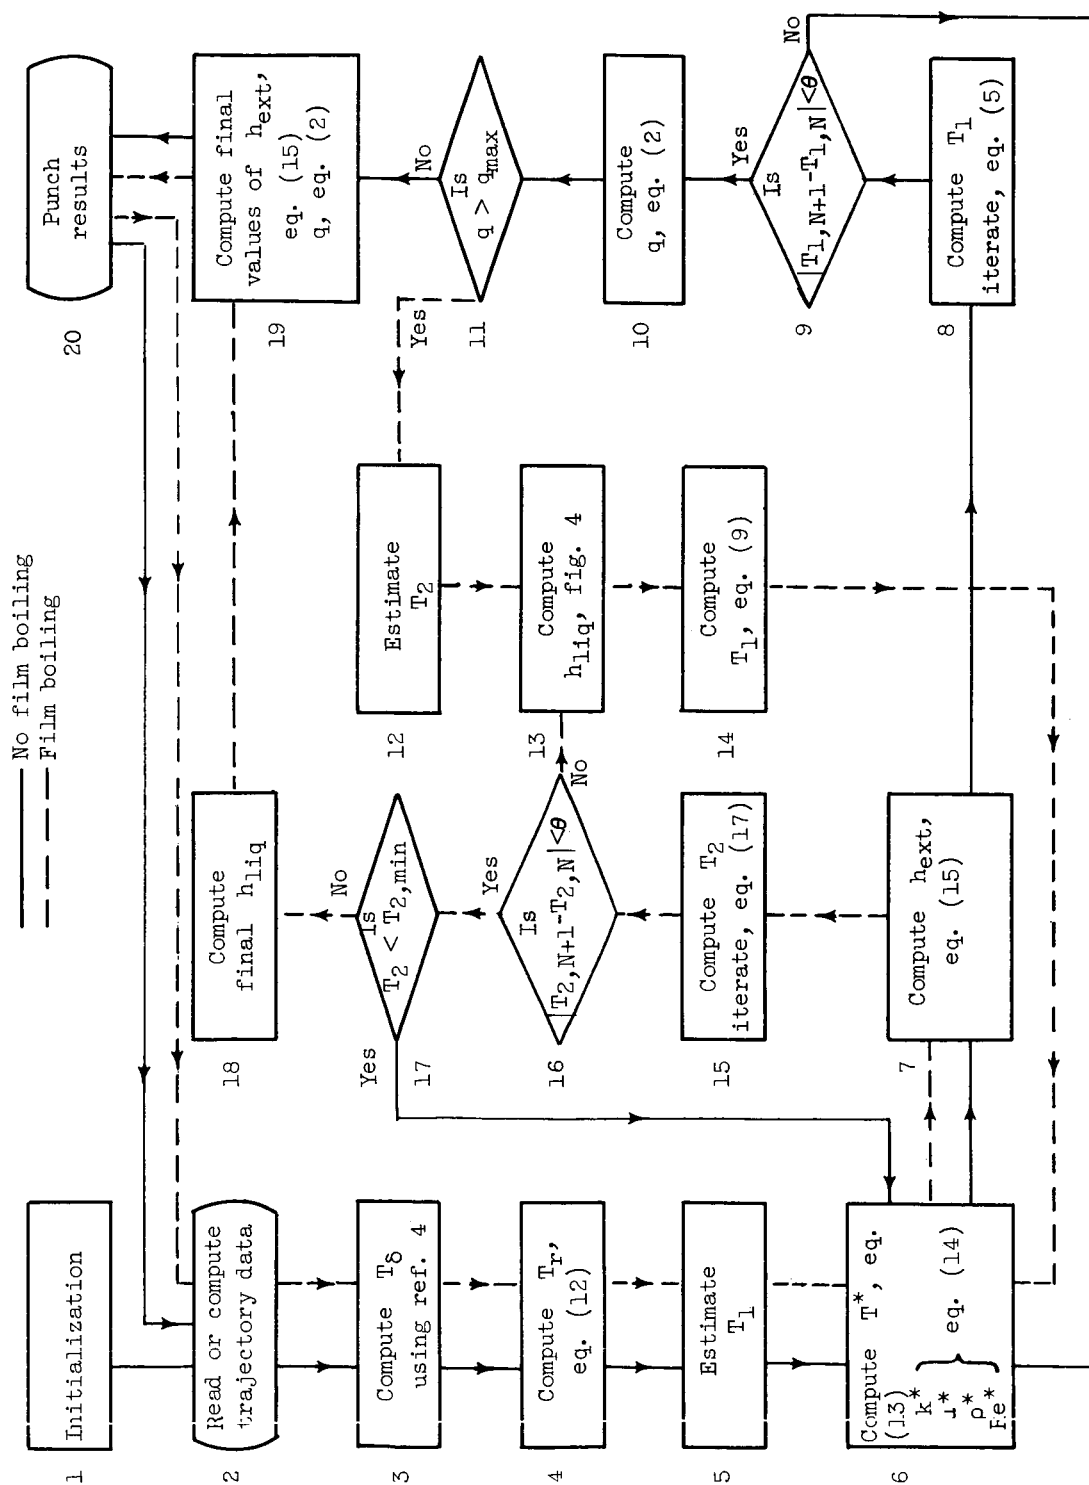 No film boiling
Film boiling
1
Initialization
2
Read or compute
trajectory data
3
Compute T_δ
using ref. 4
4
Compute T_r,
eq. (12)
5
Estimate
T_1
6
Compute T*, eq.
(13)
k*
ρ*
eq. (14)
7
Compute h_ext,
eq. (15)
8
Compute T_1
iterate, eq. (5)
9
Is
|T_1,N+1-T_1,N|<θ
Yes
No
10
Compute
q, eq. (2)
11
Is
q > q_max
No
Yes
12
Estimate
T_2
13
Compute
h_liq, fig. 4
14
Compute
T_1, eq. (9)
15
Compute T_2
iterate, eq. (17)
16
Is
|T_2,N+1-T_2,N|<θ
Yes
No
17
Is
T_2 < T_2,min
No
Yes
18
Compute
final h_liq
19
Compute final
values of h_ext,
eq. (15)
q, eq. (2)
20
Punch
results